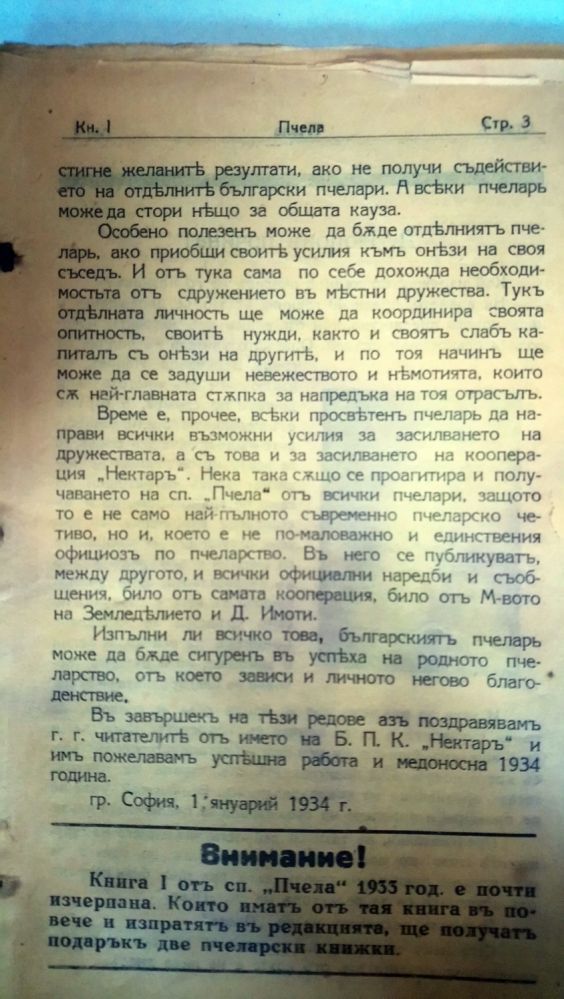 Кн. I Пчела Стр. 3
стигне желанитѣ резултати, ако не получи съдействи-
ето на отдѣлнитѣ български пчелари. А всѣки пчеларь
може да стори нѣщо за общата кауза.
Особено полезенъ може да бѫде отдѣлниятъ пче-
ларь, ако приобщи своитѣ усилия къмъ онѣзи на своя
съседъ. И отъ тука сама по себе дохожда необходи-
мостьта отъ сдружението въ мѣстни дружества. Тукъ
отдѣлната личность ще може да координира своята
опитность, своитѣ нужди, както и своятъ слабъ ка-
питалъ съ онѣзи на другитѣ, и по тоя начинъ ще
може да се задуши невежеството и нѣмотията, които
сѫ най-главната стѫпка за напредъка на тоя отрасълъ.
Време е, прочее, всѣки просвѣтенъ пчеларь да на-
прави всички възможни усилия за засилването на
дружествата, а съ това и за засилването на коопера-
ция „Нектаръ“. Нека така сѫщо се проагитира и полу-
чаването на сп. „Пчела“ отъ всички пчелари, защото
то е не само най-пълното съвременно пчеларско че-
тиво, но и, което е не по-маловажно и единствения
официозъ по пчеларство. Въ него се публикуватъ,
между другото, и всички официални наредби и съоб-
щения, било отъ самата кооперация, било отъ М-вото
на Земледѣлието и Д. Имоти.
Изпълни ли всичко това, българскиятъ пчеларь
може да бѫде сигуренъ въ успѣха на родното пче-
ларство, отъ което зависи и личното негово благо-
денствие.
Въ завършекъ на тѣзи редове азъ поздравявамъ
г. г. читателитѣ отъ името на Б. П. К. „Нектаръ“ и
имъ пожелавамъ успѣшна работа и медоносна 1934
година.
гр. София, 1. януарий 1934 г.
Внимание!
Книга I отъ сп. „Пчела“ 1933 год. е почти
изчерпана. Които иматъ отъ тая книга въ по-
вече и изпратятъ въ редакцията, ще получатъ
подаръкъ две пчеларски книжки.